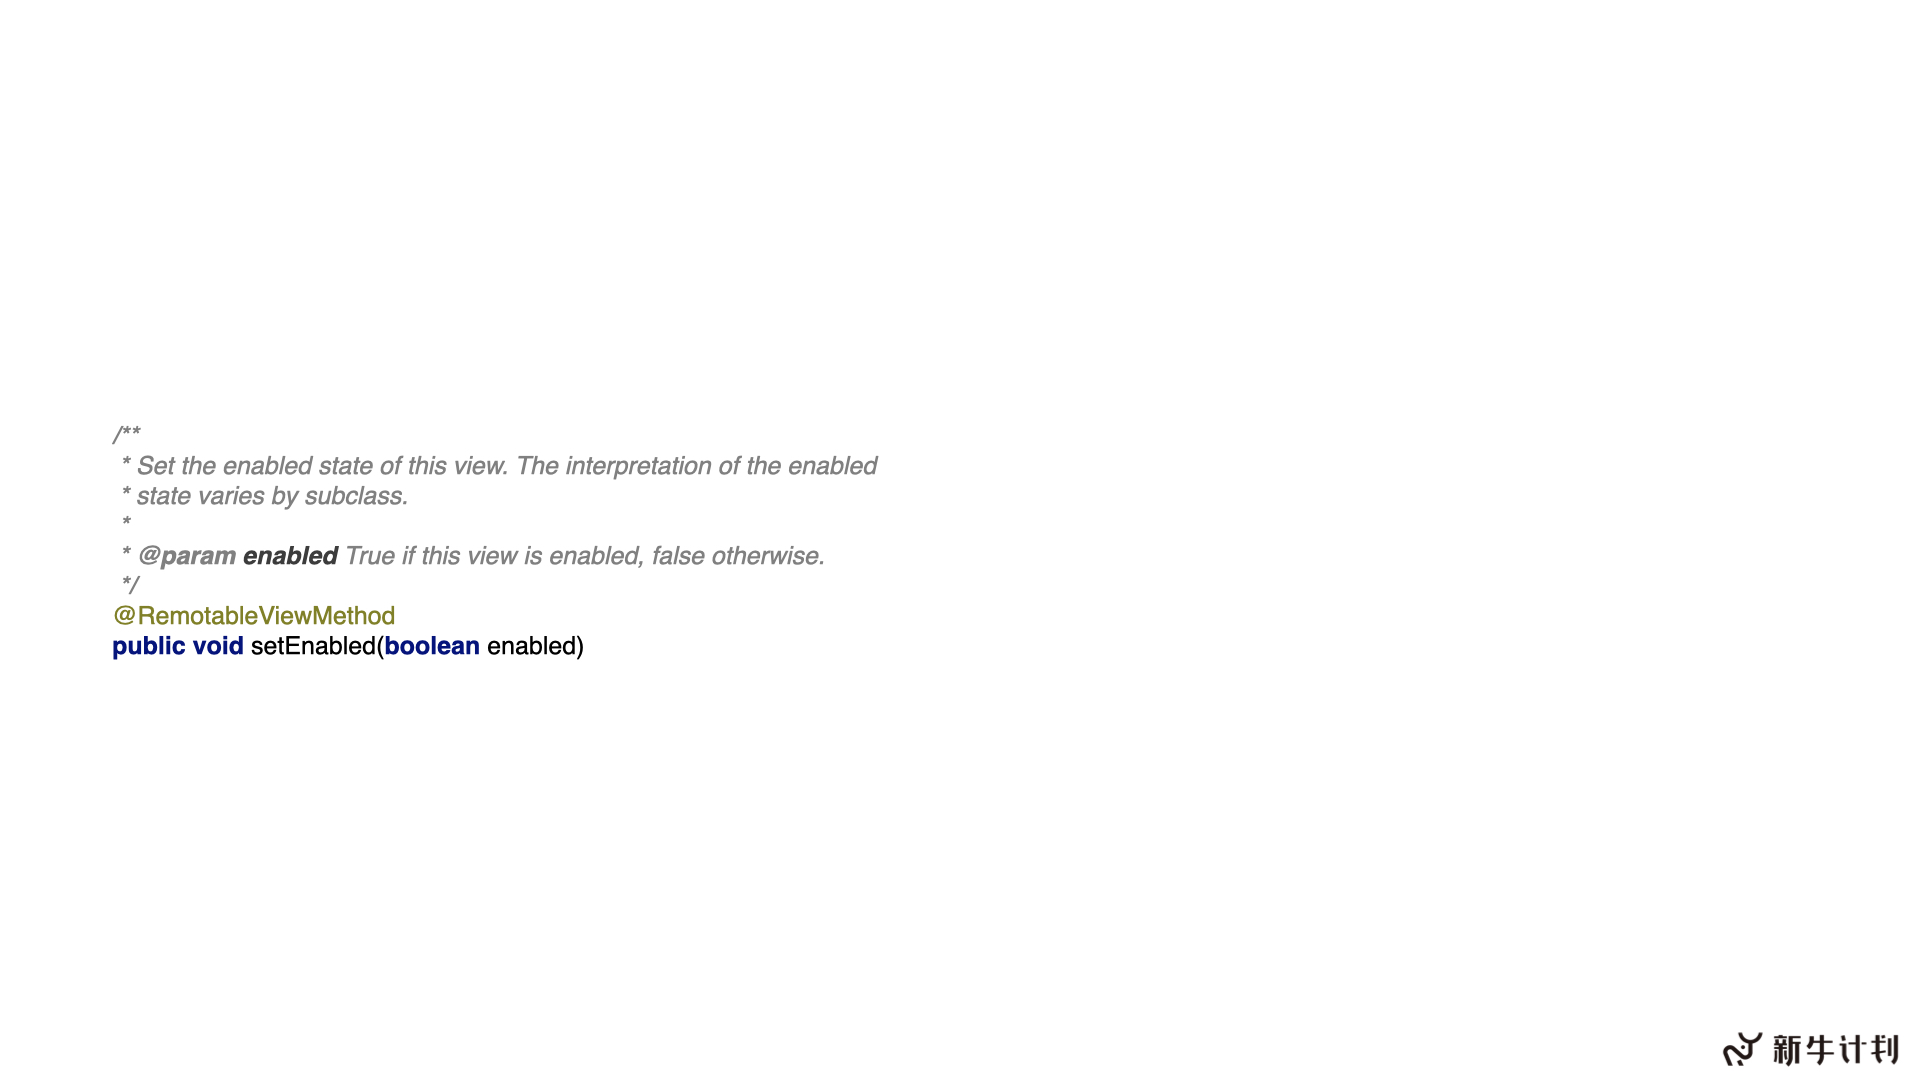 /**
* Set the enabled state of this view. The interpretation of the enabled
* state varies by subclass.
*
* @param enabled True if this view is enabled, false otherwise.
*/
@RemotableViewMethod
public void setEnabled(boolean enabled)
新牛计划